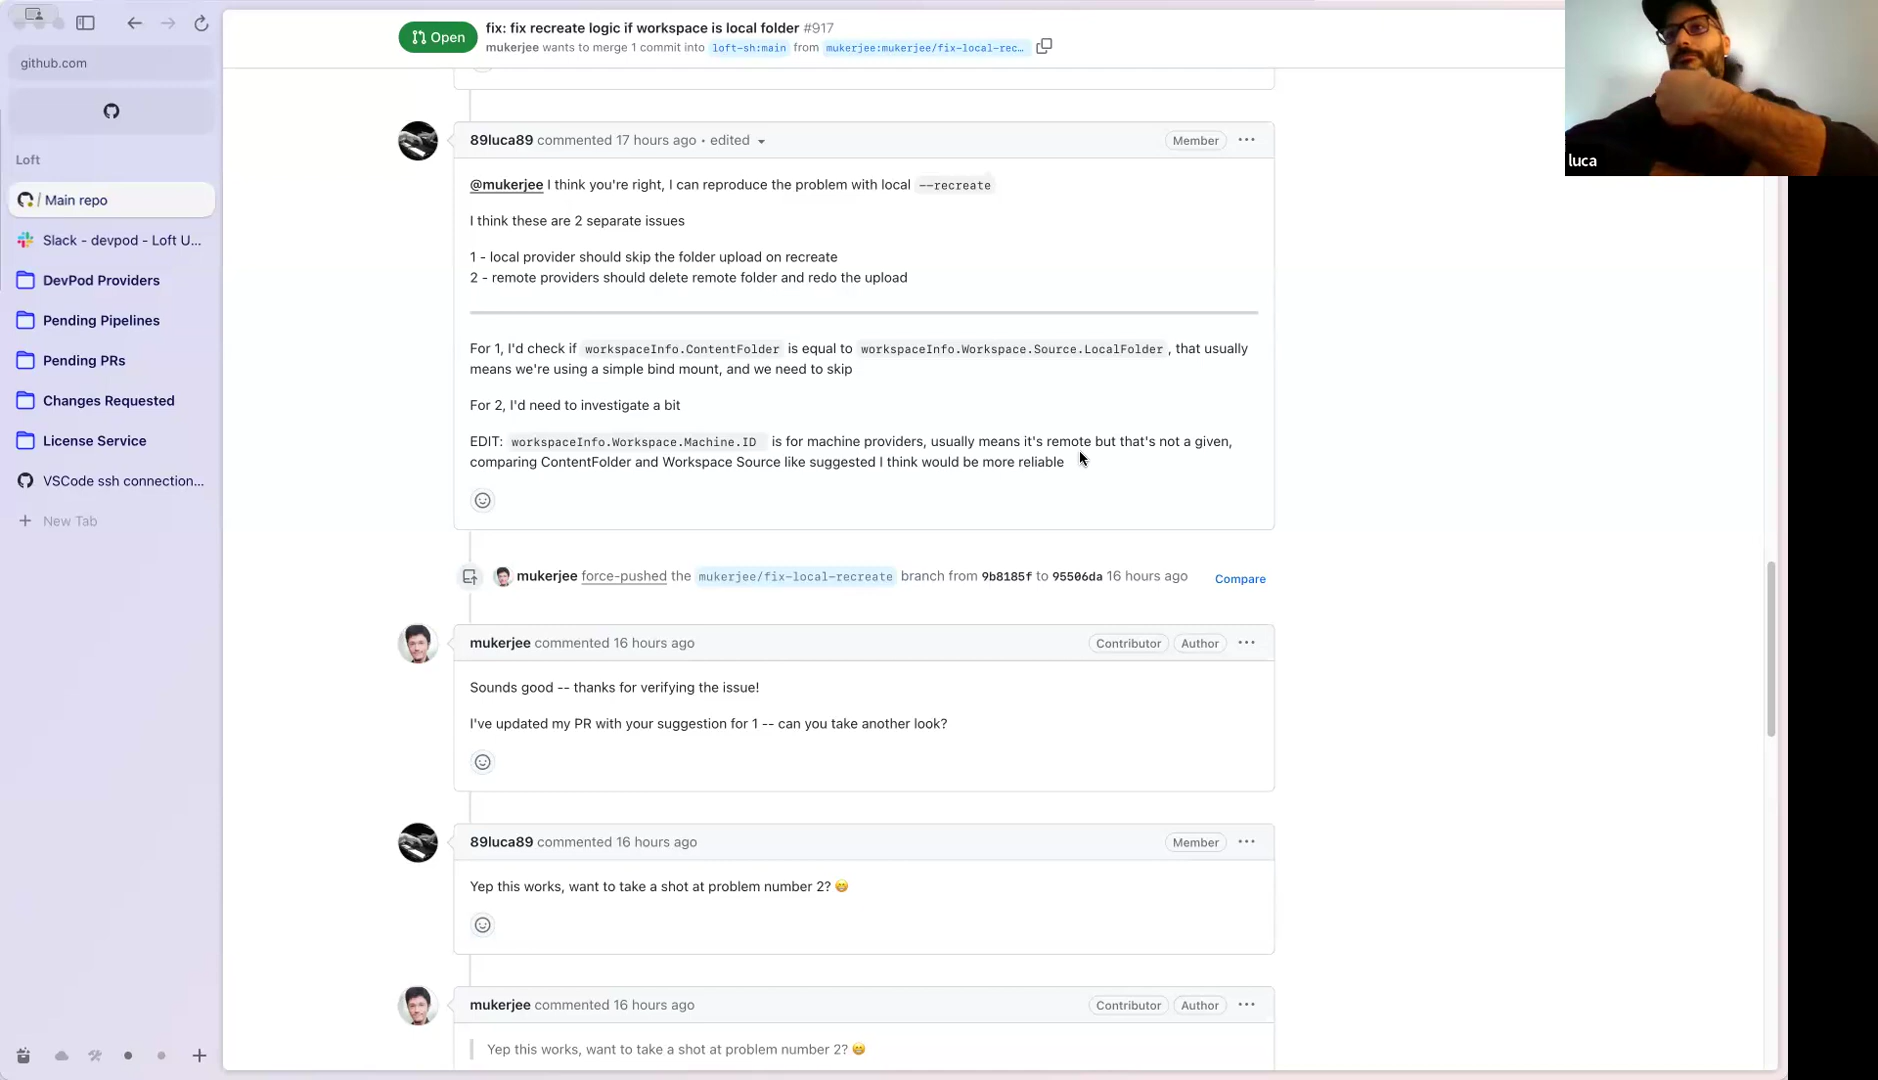 github.com
Loft
/ Main repo
Slack - devpod - Loft U...
DevPod Providers
Pending Pipelines
Pending PRs
Changes Requested
License Service
VSCode ssh connection...
+ New Tab
Open
fix: fix recreate logic if workspace is local folder #917
mukerjee wants to merge 1 commit into loft-sh:main from mukerjee:mukerjee/fix-local-rec…
89luca89 commented 17 hours ago • edited
Member
@mukerjee I think you're right, I can reproduce the problem with local --recreate
I think these are 2 separate issues
1 - local provider should skip the folder upload on recreate
2 - remote providers should delete remote folder and redo the upload
For 1, I'd check if workspaceInfo.ContentFolder is equal to workspaceInfo.Workspace.Source.LocalFolder, that usually
means we're using a simple bind mount, and we need to skip
For 2, I'd need to investigate a bit
EDIT: workspaceInfo.Workspace.Machine.ID is for machine providers, usually means it's remote but that's not a given,
comparing ContentFolder and Workspace Source like suggested I think would be more reliable
mukerjee force-pushed the mukerjee/fix-local-recreate branch from 9b8185f to 95506da 16 hours ago
Compare
mukerjee commented 16 hours ago
Contributor
Author
Sounds good -- thanks for verifying the issue!
I've updated my PR with your suggestion for 1 -- can you take another look?
89luca89 commented 16 hours ago
Member
Yep this works, want to take a shot at problem number 2? 😁
mukerjee commented 16 hours ago
Contributor
Author
Yep this works, want to take a shot at problem number 2? 😁
luca